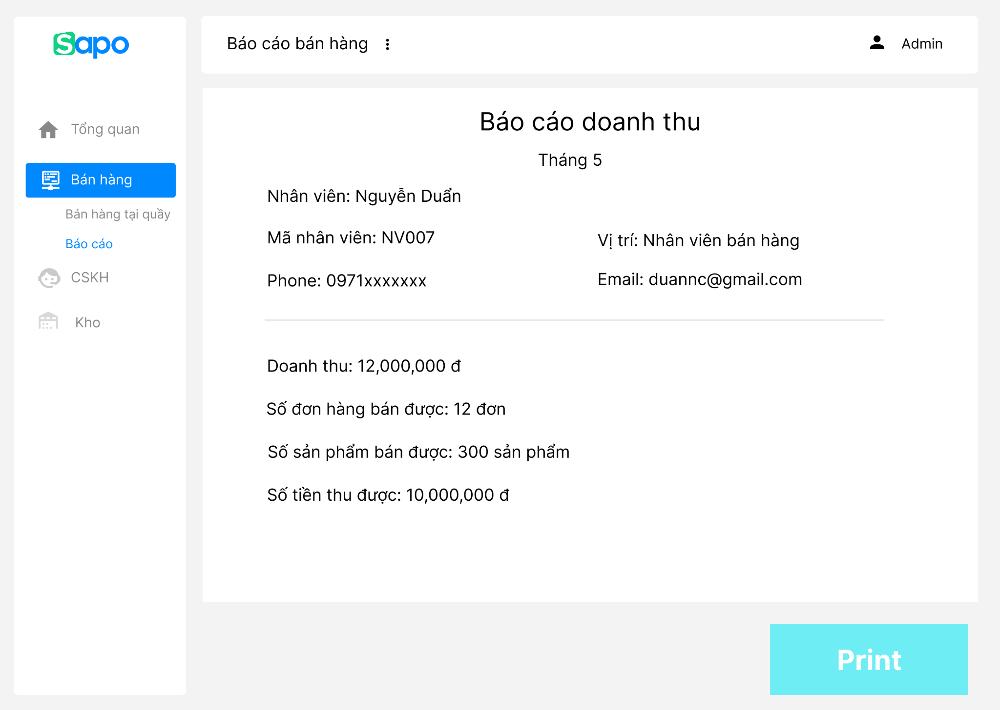 Sapo
Tổng quan
Bán hàng
Bán hàng tại quầy
Báo cáo
CSKH
Kho
Báo cáo bán hàng
Admin
Báo cáo doanh thu
Tháng 5
Nhân viên: Nguyễn Duẩn
Mã nhân viên: NV007
Vị trí: Nhân viên bán hàng
Phone: 0971xxxxxxx
Email: duannc@gmail.com
Doanh thu: 12,000,000 đ
Số đơn hàng bán được: 12 đơn
Số sản phẩm bán được: 300 sản phẩm
Số tiền thu được: 10,000,000 đ
Print